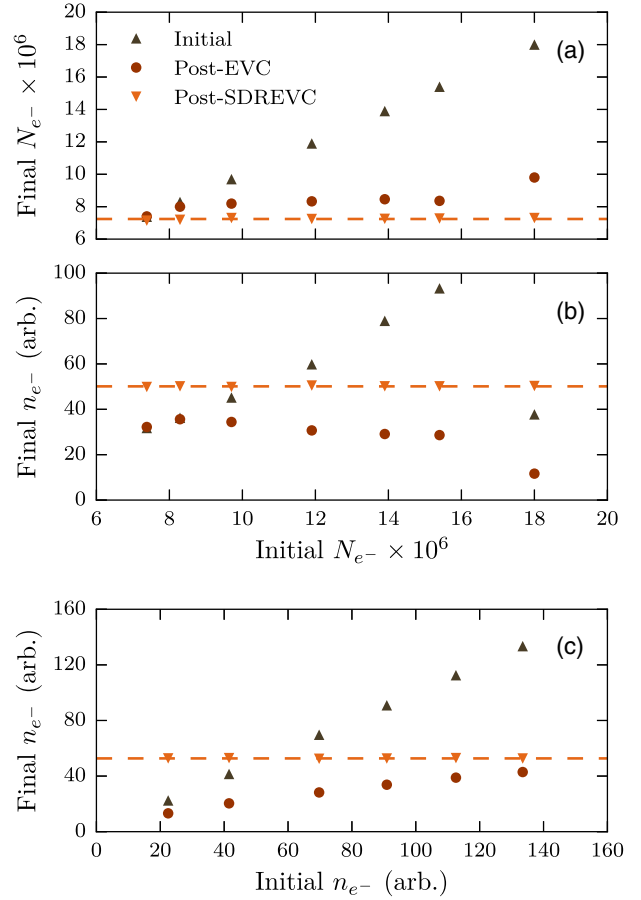 Final $N_{e^-} \times 10^6$
20
18
16
14
12
10
8
6
Initial
Post-EVC
Post-SDREVC
(a)
Final $n_{e^-}$ (arb.)
100
80
60
40
20
0
(b)
6 8 10 12 14 16 18 20
Initial $N_{e^-} \times 10^6$
Final $n_{e^-}$ (arb.)
160
120
80
40
0
(c)
0 20 40 60 80 100 120 140 160
Initial $n_{e^-}$ (arb.)